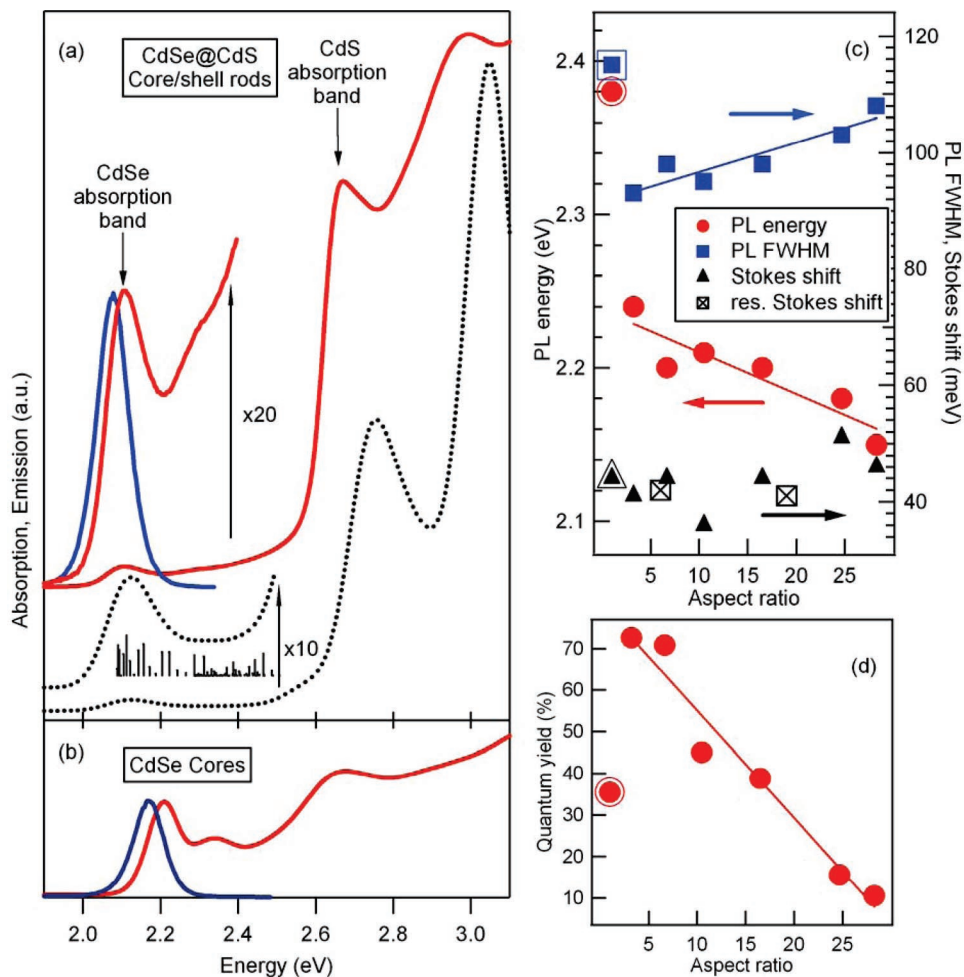 (a)
CdSe@CdS
Core/shell rods
CdS
absorption
band
CdSe
absorption
band
x20
x10
Absorption, Emission (a.u.)
(b)
CdSe Cores
2.0
2.2
2.4
2.6
2.8
3.0
Energy (eV)
(c)
2.4
2.3
2.2
2.1
PL energy (eV)
120
100
80
60
40
PL FWHM, Stokes shift (meV)
PL energy
PL FWHM
Stokes shift
res. Stokes shift
5
10
15
20
25
Aspect ratio
(d)
70
60
50
40
30
20
10
Quantum yield (%)
5
10
15
20
25
Aspect ratio